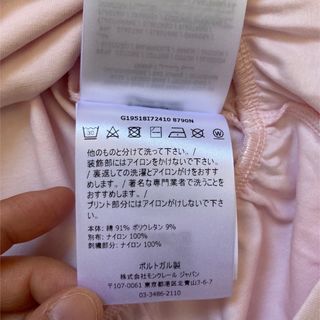 G19518I72410 8790N
他のものと分けて洗って下さい。
/装飾部にはアイロンをかけないで下さい。
/裏返しての洗濯とアイロンがけをおすす
めします。/著名な専門業者で洗うことを
おすすめします。/
プリント部分にはアイロンがけしないで下
さい。
本体: 綿 91% ポリウレタン 9%
別布: ナイロン 100%
刺繍部分: ナイロン 100%
ポルトガル製
株式会社モンクレール ジャパン
〒107-0061 東京都港区北青山3-6-7
03-3486-2110